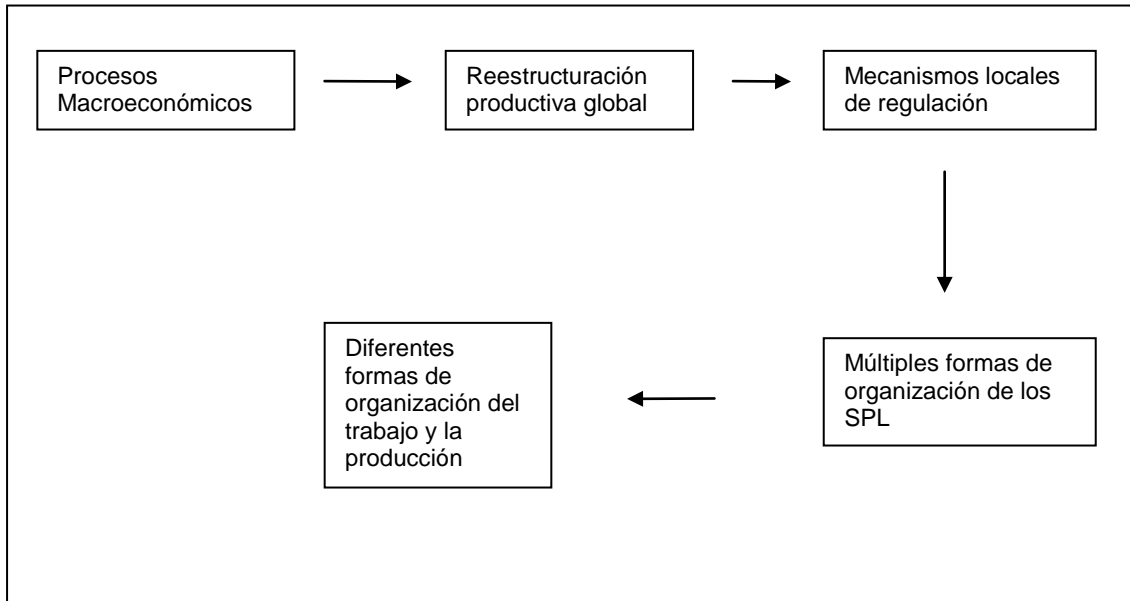 Procesos
Macroeconómicos
Reestructuración
productiva global
Mecanismos locales
de regulación
Múltiples formas de
organización de los
SPL
Diferentes
formas de
organización del
trabajo y la
producción